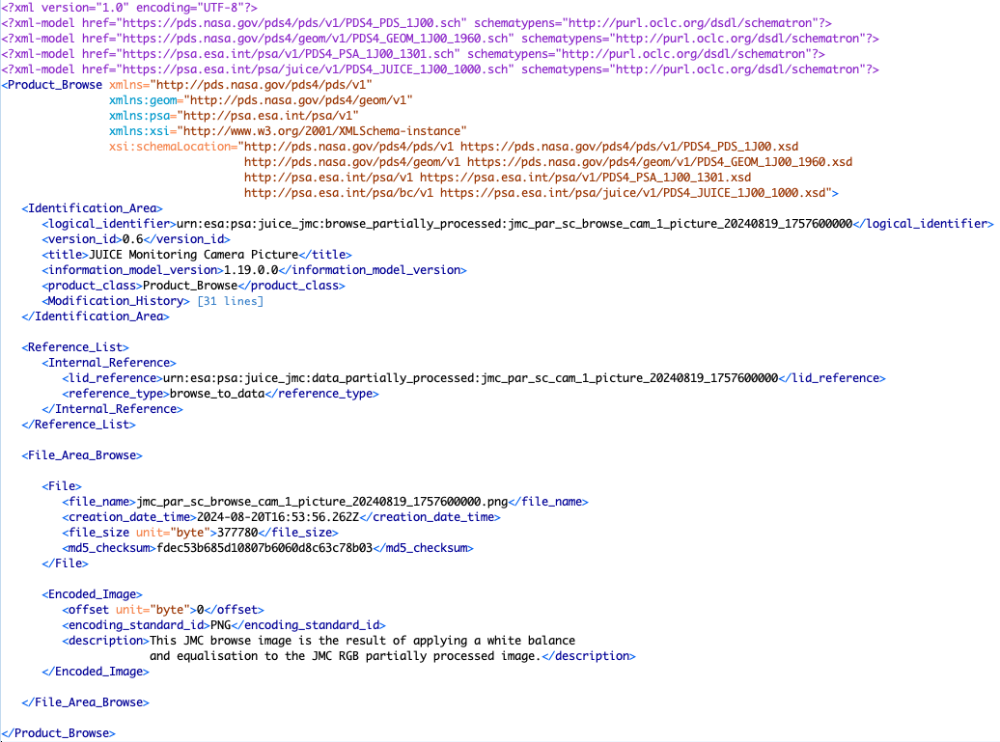 <?xml version="1.0" encoding="UTF-8"?>
<?xml-model href="https://pds.nasa.gov/pds4/pds/v1/PDS4_PDS_1J00.sch" schematypens="http://purl.oclc.org/dsdl/schematron"?>
<?xml-model href="https://pds.nasa.gov/pds4/geom/v1/PDS4_GEOM_1J00_1960.sch" schematypens="http://purl.oclc.org/dsdl/schematron"?>
<?xml-model href="https://psa.esa.int/psa/v1/PDS4_PSA_1J00_1301.sch" schematypens="http://purl.oclc.org/dsdl/schematron"?>
<?xml-model href="https://psa.esa.int/psa/juice/v1/PDS4_JUICE_1J00_1000.sch" schematypens="http://purl.oclc.org/dsdl/schematron"?>
<Product_Browse xmlns="http://pds.nasa.gov/pds4/pds/v1"
xmlns:geom="http://pds.nasa.gov/pds4/geom/v1"
xmlns:psa="http://psa.esa.int/psa/v1"
xmlns:xsi="http://www.w3.org/2001/XMLSchema-instance"
xsi:schemaLocation="http://pds.nasa.gov/pds4/pds/v1 https://pds.nasa.gov/pds4/pds/v1/PDS4_PDS_1J00.xsd
http://pds.nasa.gov/pds4/geom/v1 https://pds.nasa.gov/pds4/geom/v1/PDS4_GEOM_1J00_1960.xsd
http://psa.esa.int/psa/v1 https://psa.esa.int/psa/v1/PDS4_PSA_1J00_1301.xsd
http://psa.esa.int/psa/bc/v1 https://psa.esa.int/psa/juice/v1/PDS4_JUICE_1J00_1000.xsd">
<Identification_Area>
<logical_identifier>urn:esa:psa:juice_jmc:browse_partially_processed:jmc_par_sc_browse_cam_1_picture_20240819_1757600000</logical_identifier>
<version_id>0.6</version_id>
<title>JUICE Monitoring Camera Picture</title>
<information_model_version>1.19.0.0</information_model_version>
<product_class>Product_Browse</product_class>
<Modification_History> [31 lines]
</Identification_Area>
<Reference_List>
<Internal_Reference>
<lid_reference>urn:esa:psa:juice_jmc:data_partially_processed:jmc_par_sc_cam_1_picture_20240819_1757600000</lid_reference>
<reference_type>browse_to_data</reference_type>
</Internal_Reference>
</Reference_List>
<File_Area_Browse>
<File>
<file_name>jmc_par_sc_browse_cam_1_picture_20240819_1757600000.png</file_name>
<creation_date_time>2024-08-20T16:53:56.262Z</creation_date_time>
<file_size unit="byte">377780</file_size>
<md5_checksum>fdec53b685d10807b6060d8c63c78b03</md5_checksum>
</File>
<Encoded_Image>
<offset unit="byte">0</offset>
<encoding_standard_id>PNG</encoding_standard_id>
<description>This JMC browse image is the result of applying a white balance
and equalisation to the JMC RGB partially processed image.</description>
</Encoded_Image>
</File_Area_Browse>
</Product_Browse>